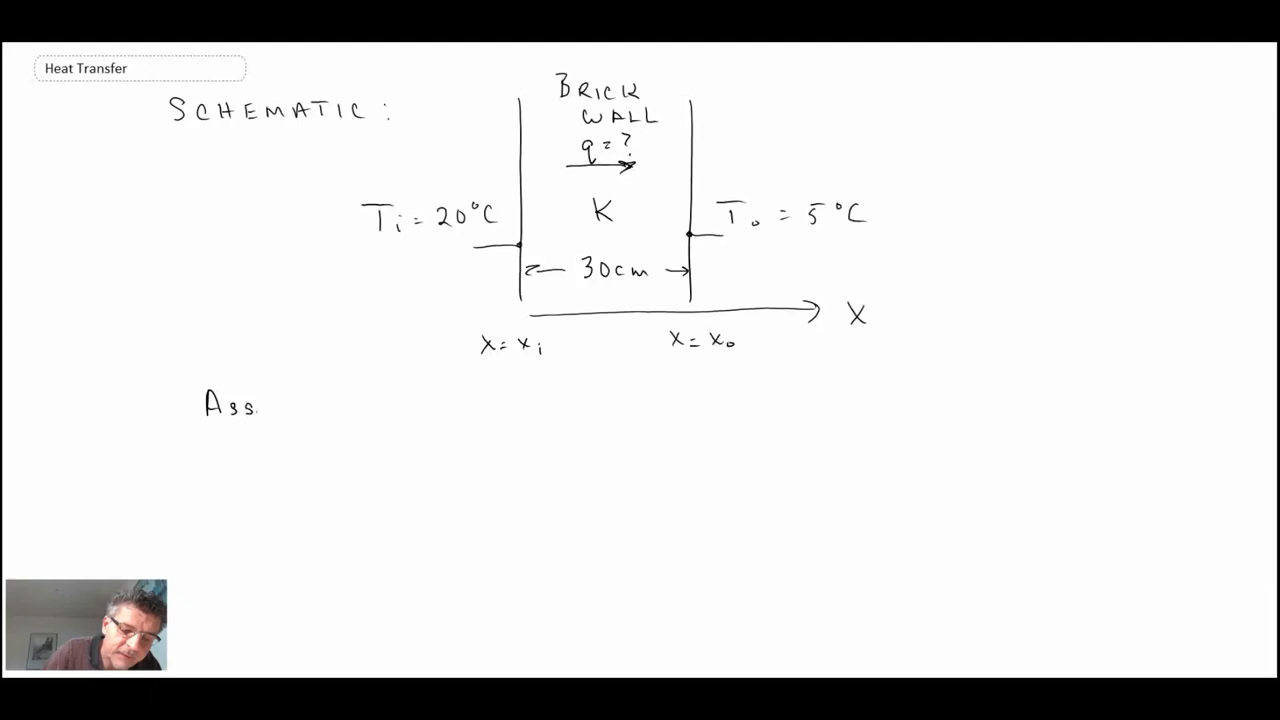 Heat Transfer
SCHEMATIC:
BRICK
WALL
q = ?
Ti = 20°C
K
To = 5°C
30cm
X
x = xi
x = xo
Ass